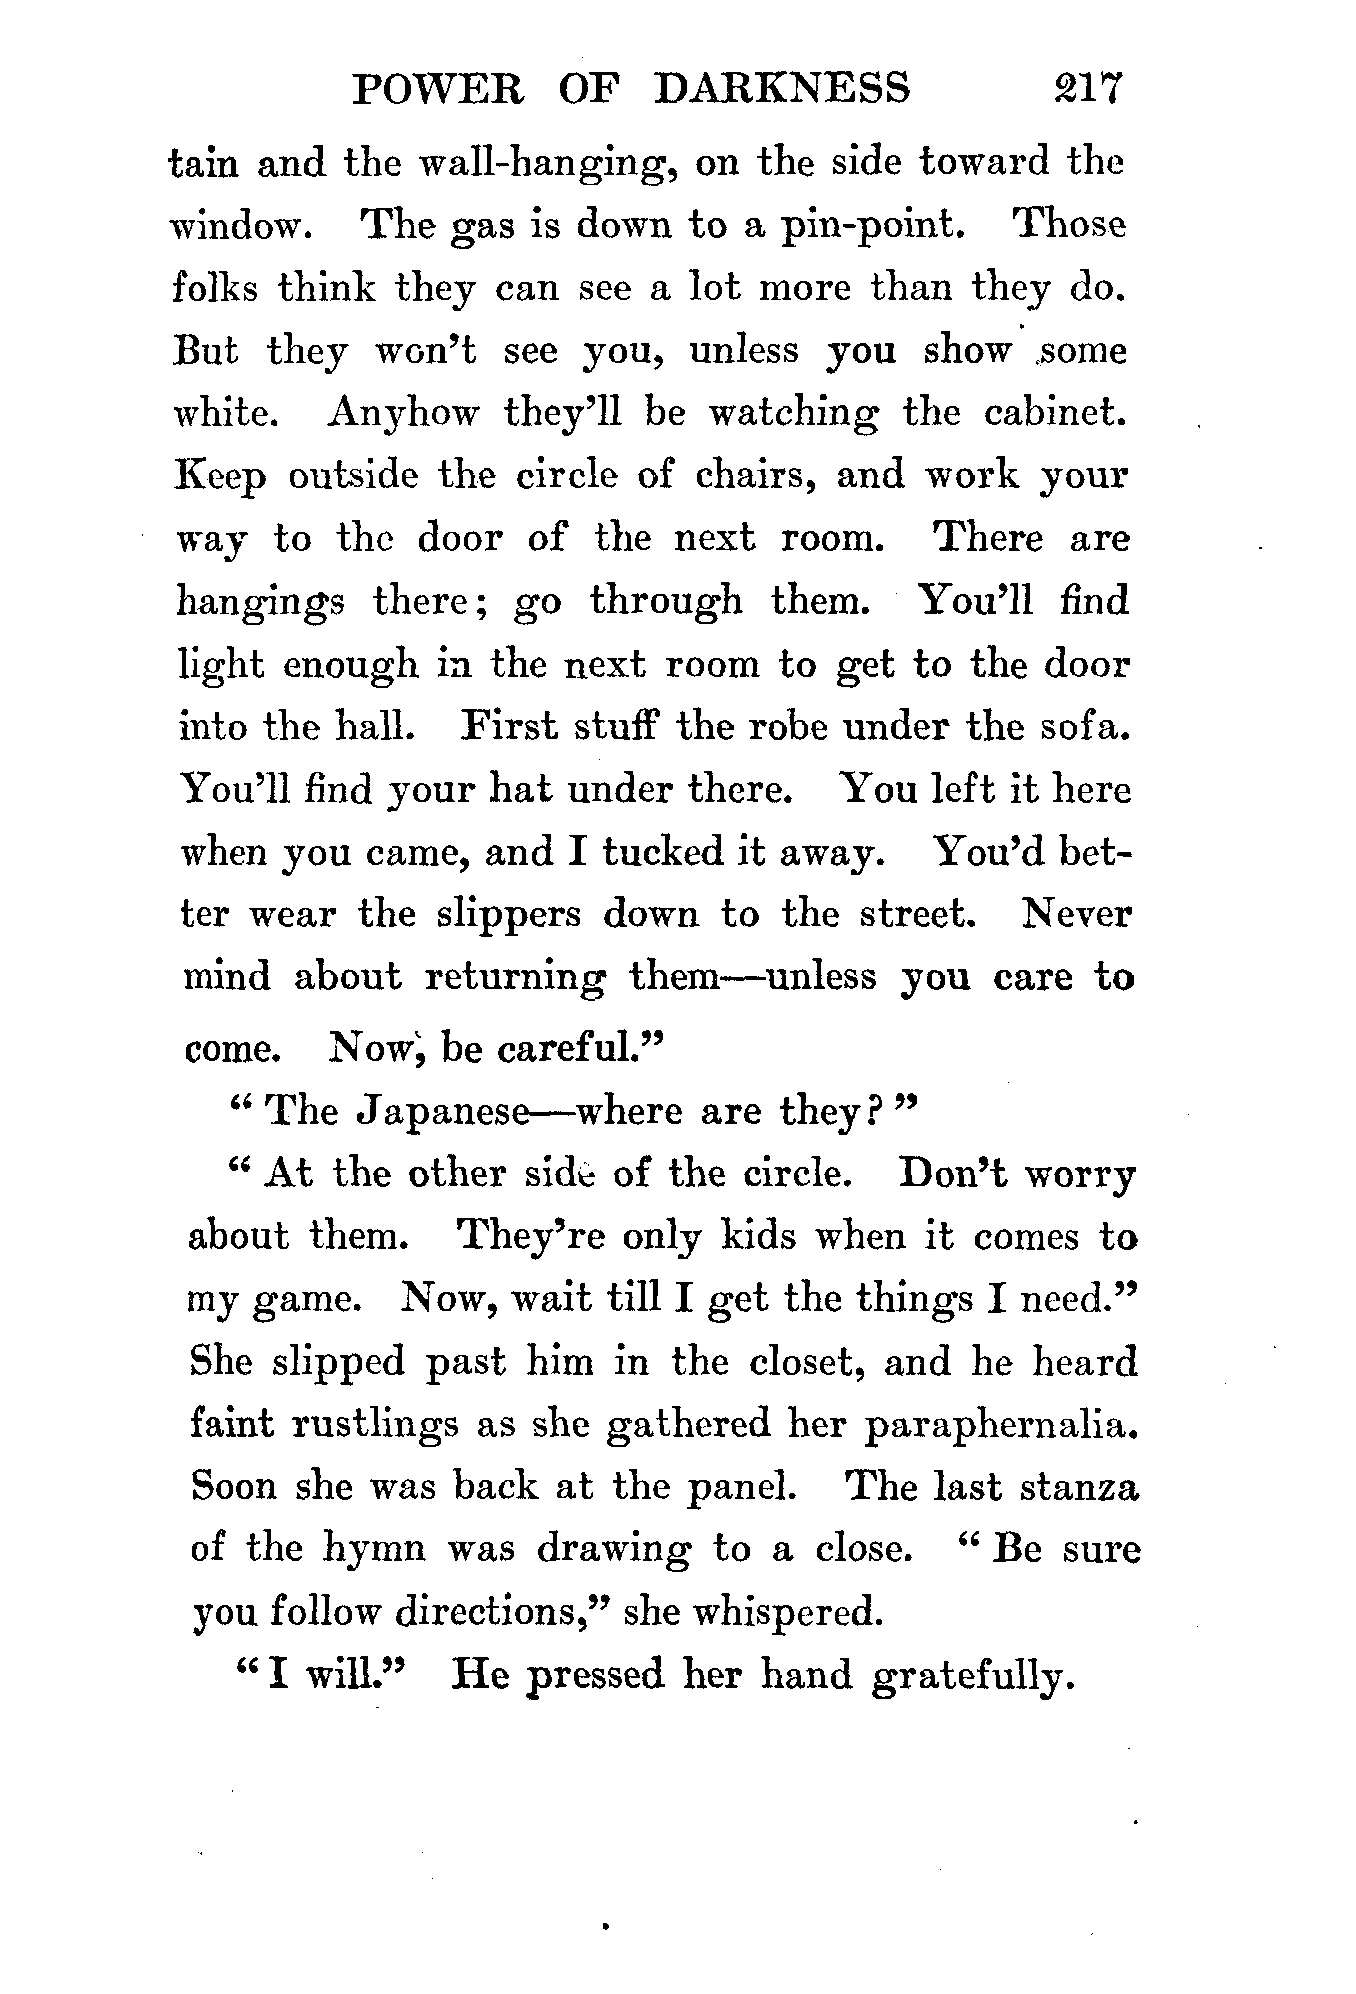 POWER OF DARKNESS 217
tain and the wall-hanging, on the side toward the
window. The gas is down to a pin-point. Those
folks think they can see a lot more than they do.
But they won't see you, unless you show some
white. Anyhow they'll be watching the cabinet.
Keep outside the circle of chairs, and work your
way to the door of the next room. There are
hangings there; go through them. You'll find
light enough in the next room to get to the door
into the hall. First stuff the robe under the sofa.
You'll find your hat under there. You left it here
when you came, and I tucked it away. You'd bet-
ter wear the slippers down to the street. Never
mind about returning them—unless you care to
come. Now, be careful."
"The Japanese—where are they?"
"At the other side of the circle. Don't worry
about them. They're only kids when it comes to
my game. Now, wait till I get the things I need."
She slipped past him in the closet, and he heard
faint rustlings as she gathered her paraphernalia.
Soon she was back at the panel. The last stanza
of the hymn was drawing to a close. "Be sure
you follow directions," she whispered.
"I will." He pressed her hand gratefully.